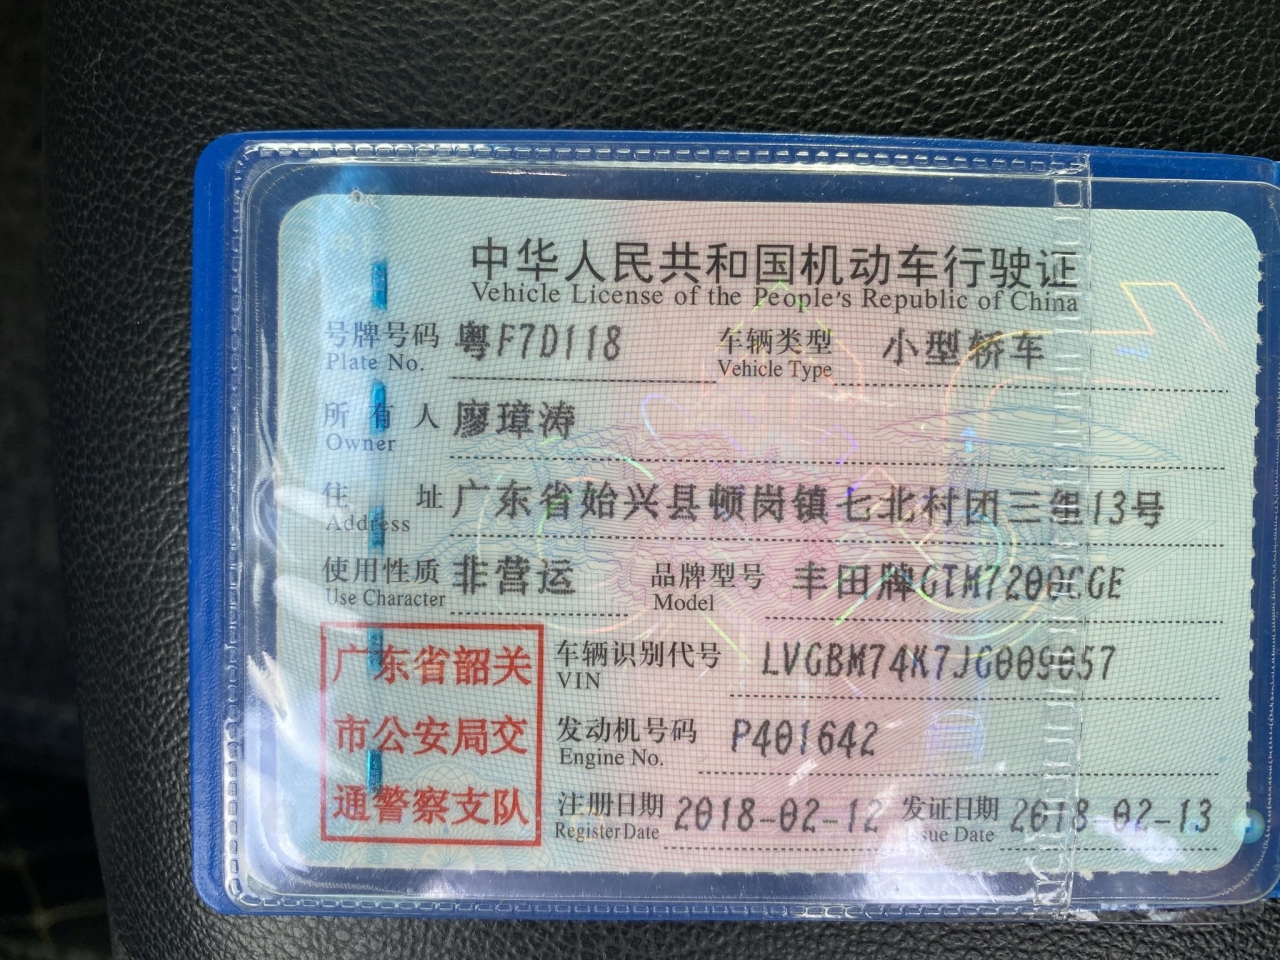 中华人民共和国机动车行驶证
Vehicle License of the People's Republic of China
号牌号码 粤F7D118 车辆类型 小型轿车
Plate No. Vehicle Type
所有人 廖璋涛
Owner
住址 广东省始兴县顿岗镇七北村团三组13号
Address
使用性质 非营运 品牌型号 丰田牌GTM7200CGE
Use Character Model
广东省韶关
市公安局交
通警察支队
车辆识别代号 LVGBM74K7JG009057
VIN
发动机号码 P401642
Engine No.
注册日期 2018-02-12 发证日期 2018-02-13
Register Date Issue Date